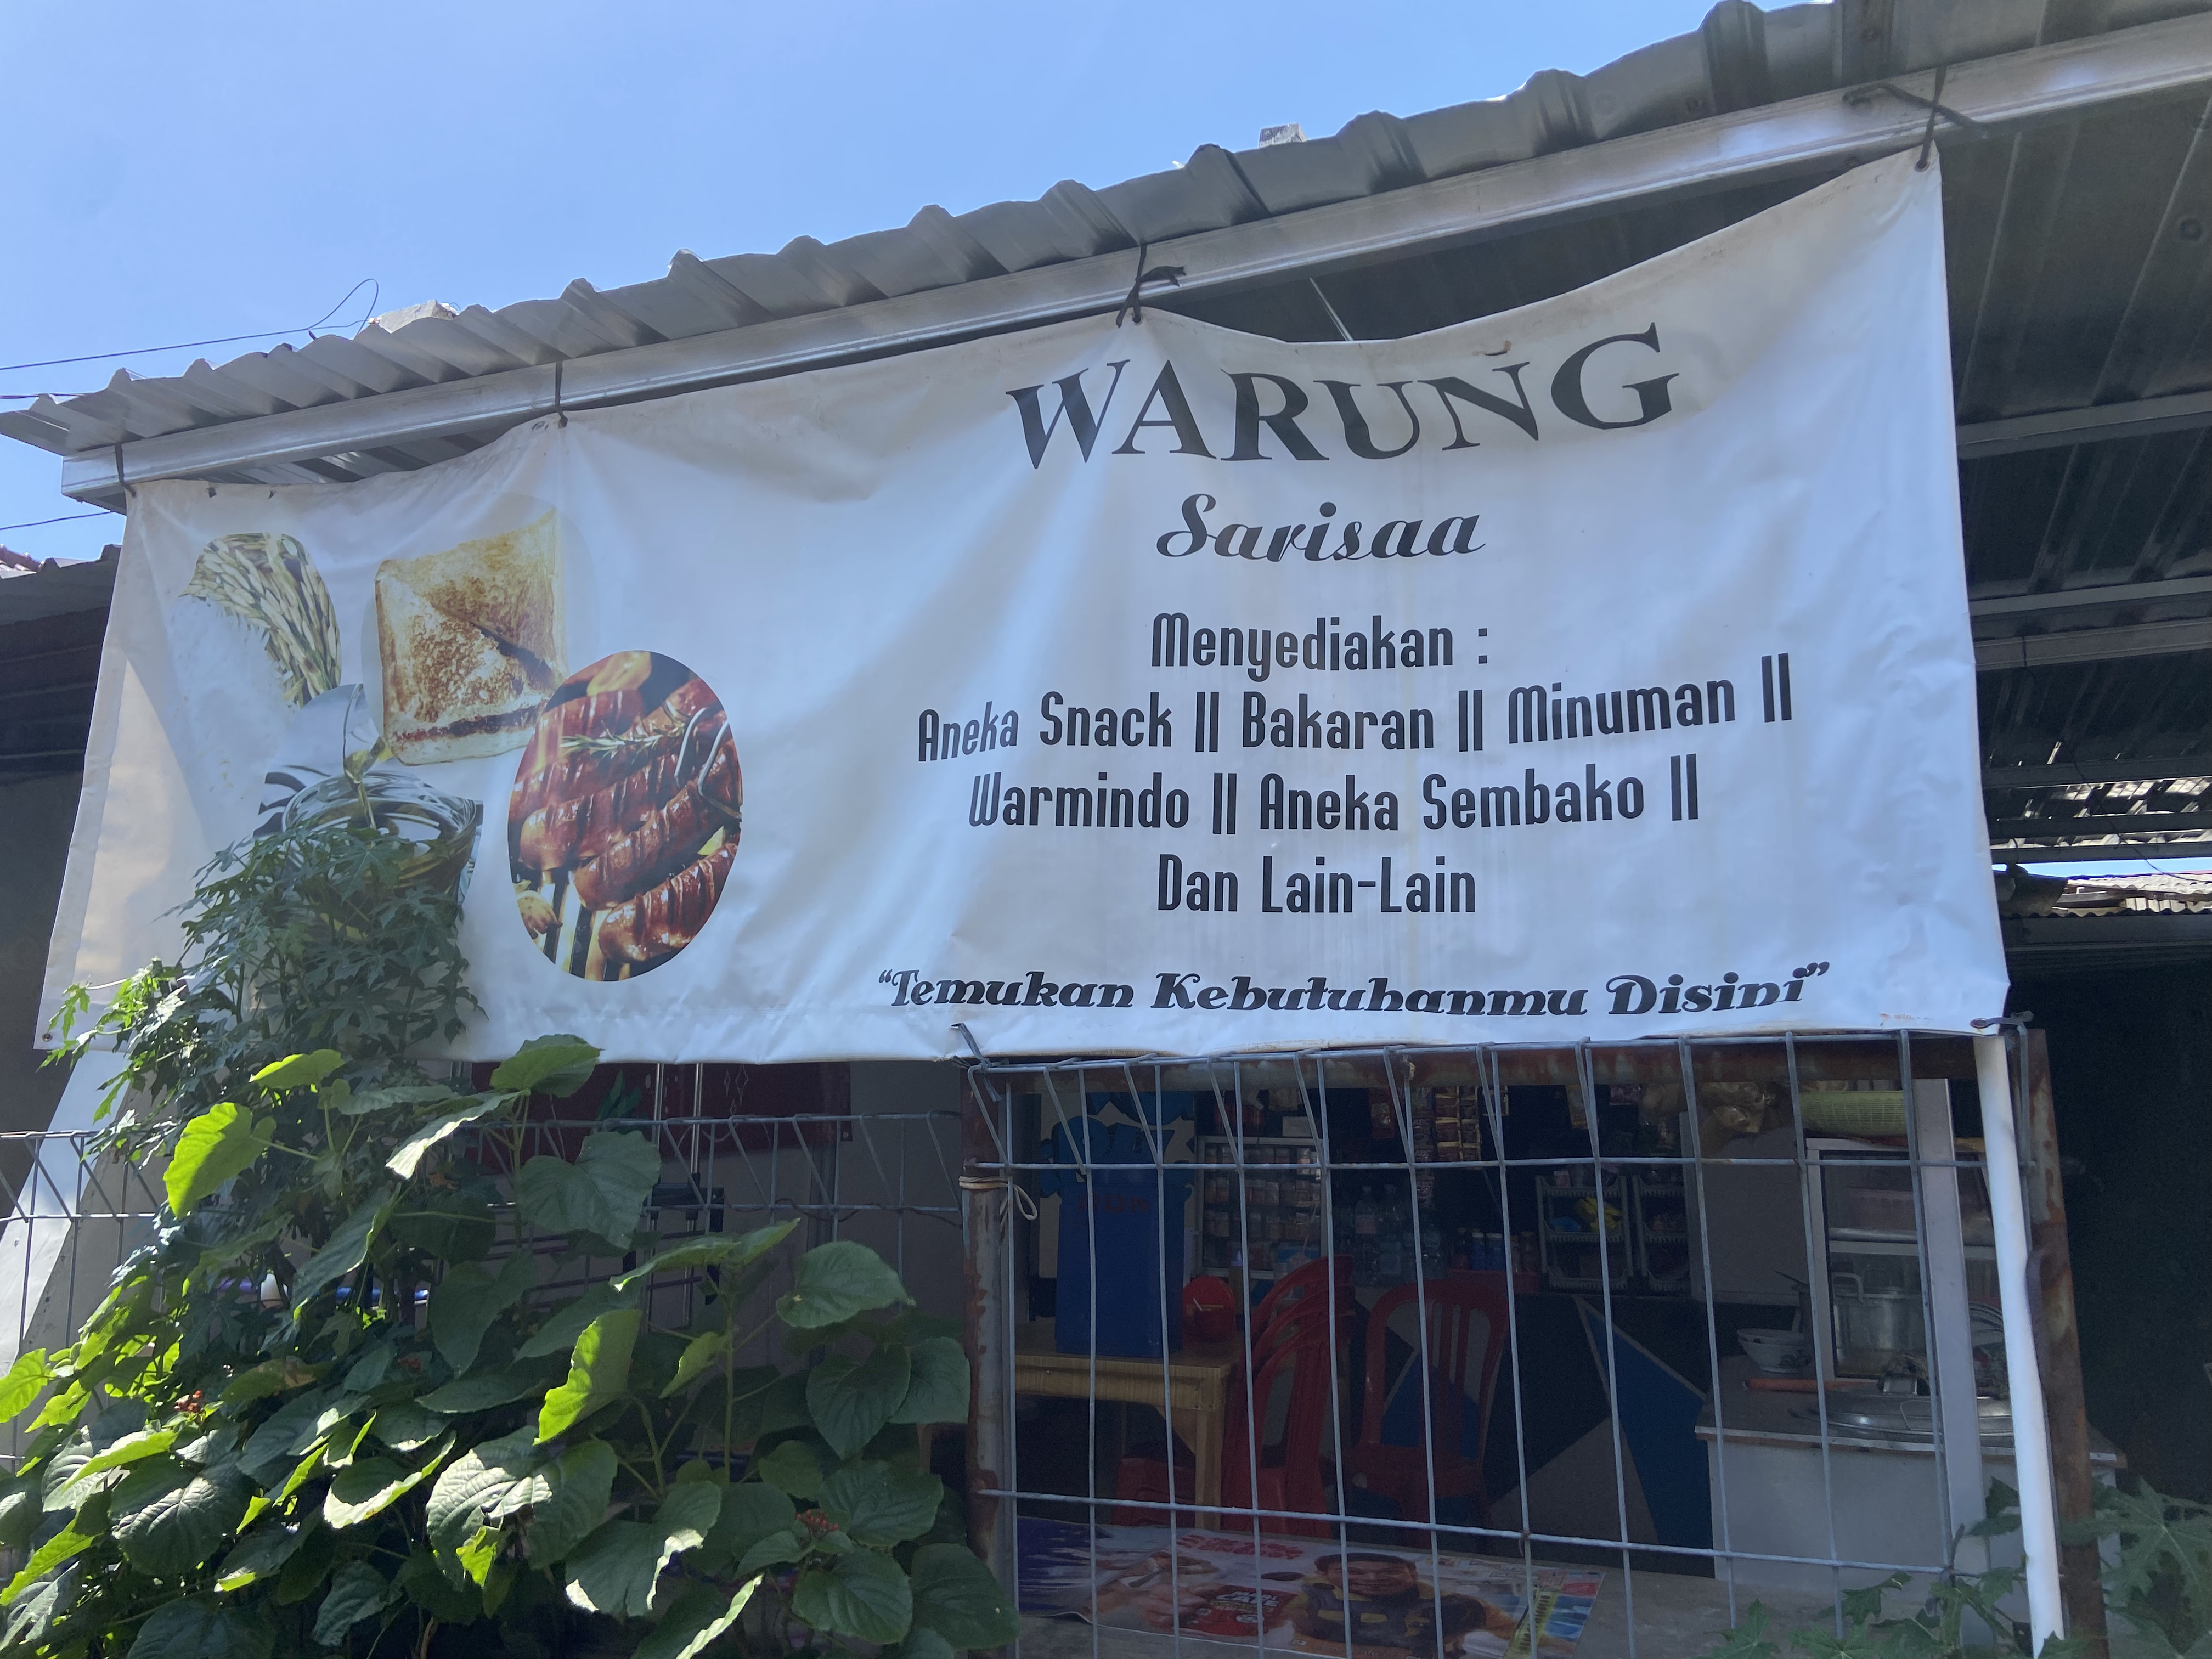 WARUNG
Sarisaa
Menyediakan :
Aneka Snack || Bakaran || Minuman ||
Warmindo || Aneka Sembako ||
Dan Lain-Lain
“Temukan Kebutuhanmu Disini”